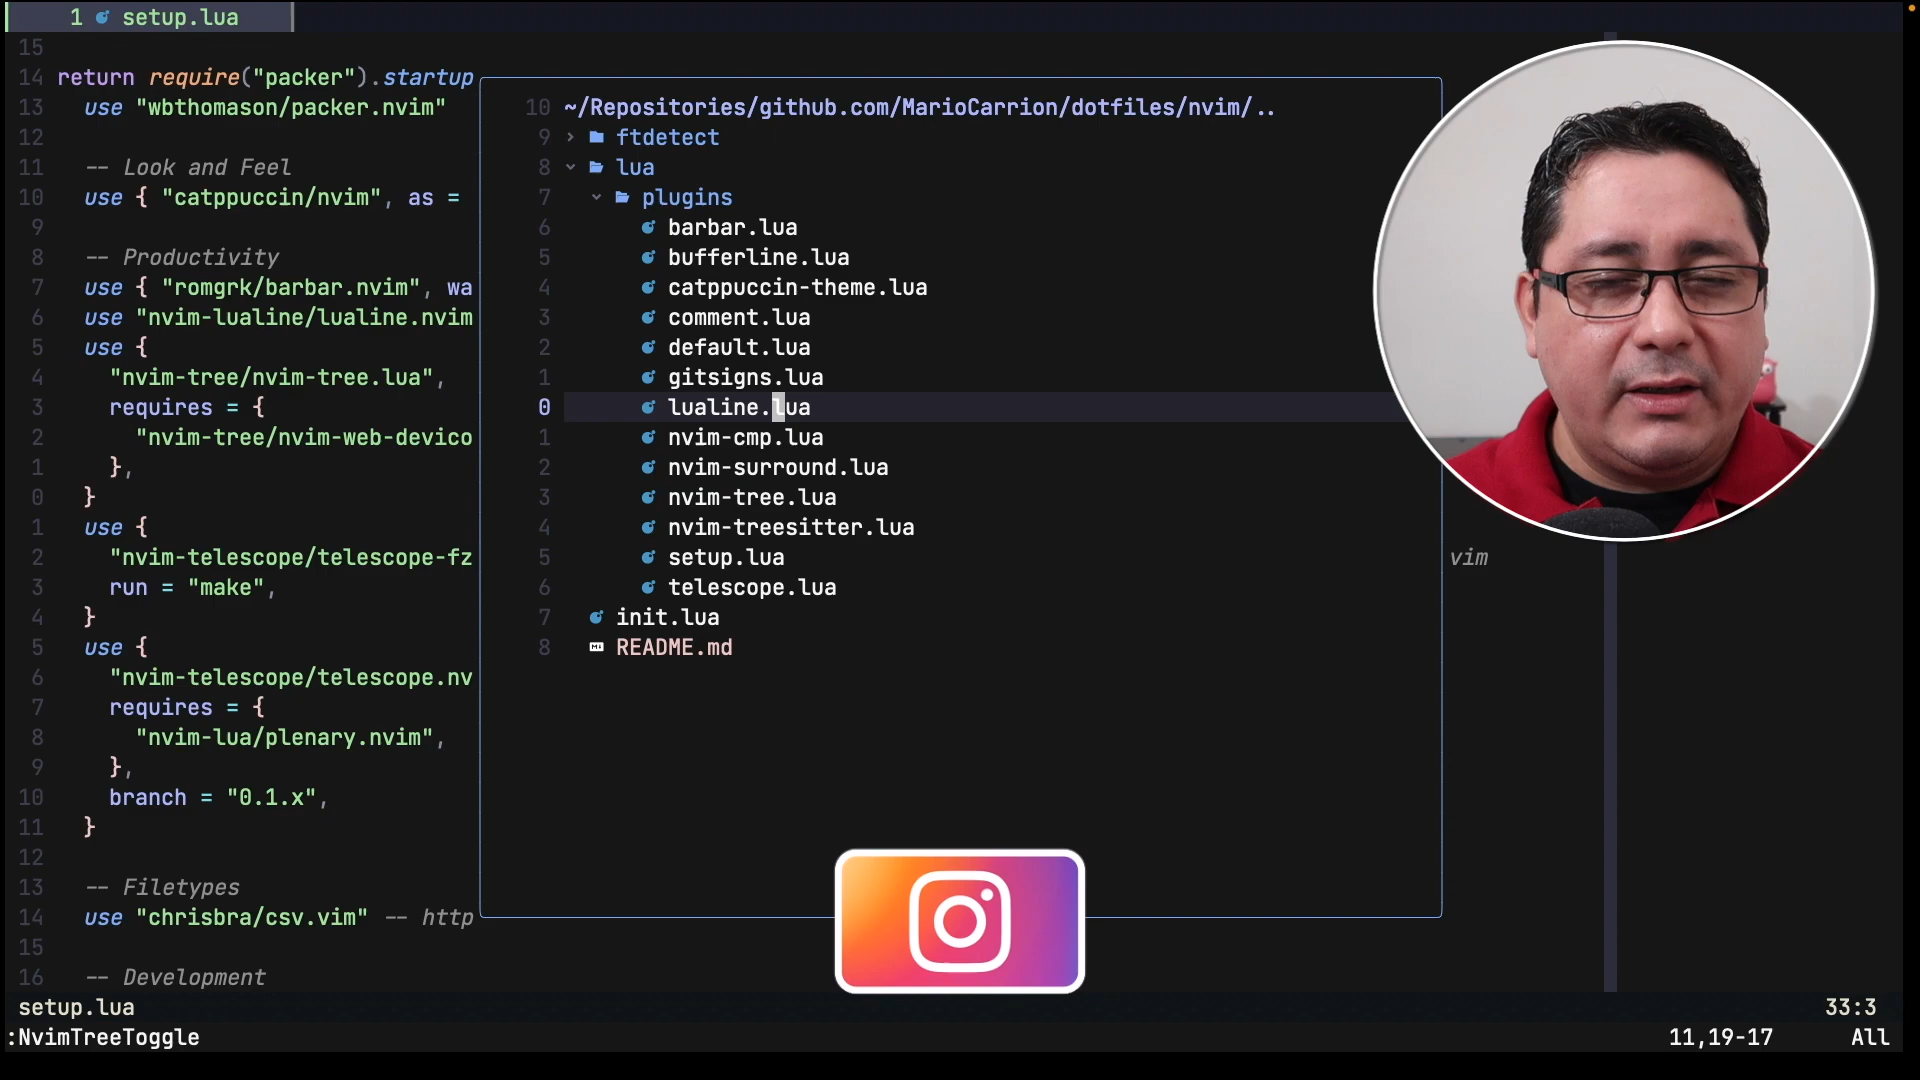 1 setup.lua
15
14 return require("packer").startup
13 use "wbthomason/packer.nvim"
12
11 -- Look and Feel
10 use { "catppuccin/nvim", as =
9
8 -- Productivity
7 use { "romgrk/barbar.nvim", wa
6 use "nvim-lualine/lualine.nvim
5 use {
4 "nvim-tree/nvim-tree.lua",
3 requires = {
2 "nvim-tree/nvim-web-devico
1 },
0 }
1 use {
2 "nvim-telescope/telescope-fz
3 run = "make",
4 }
5 use {
6 "nvim-telescope/telescope.nv
7 requires = {
8 "nvim-lua/plenary.nvim",
9 },
10 branch = "0.1.x",
11 }
12
13 -- Filetypes
14 use "chrisbra/csv.vim" -- http
15
16 -- Development
10 ~/Repositories/github.com/MarioCarrion/dotfiles/nvim/..
9 ftdetect
8 lua
7 plugins
6 barbar.lua
5 bufferline.lua
4 catppuccin-theme.lua
3 comment.lua
2 default.lua
1 gitsigns.lua
0 lualine.lua
1 nvim-cmp.lua
2 nvim-surround.lua
3 nvim-tree.lua
4 nvim-treesitter.lua
5 setup.lua
6 telescope.lua
7 init.lua
8 README.md
vim
setup.lua 33:3
:NvimTreeToggle 11,19-17 All